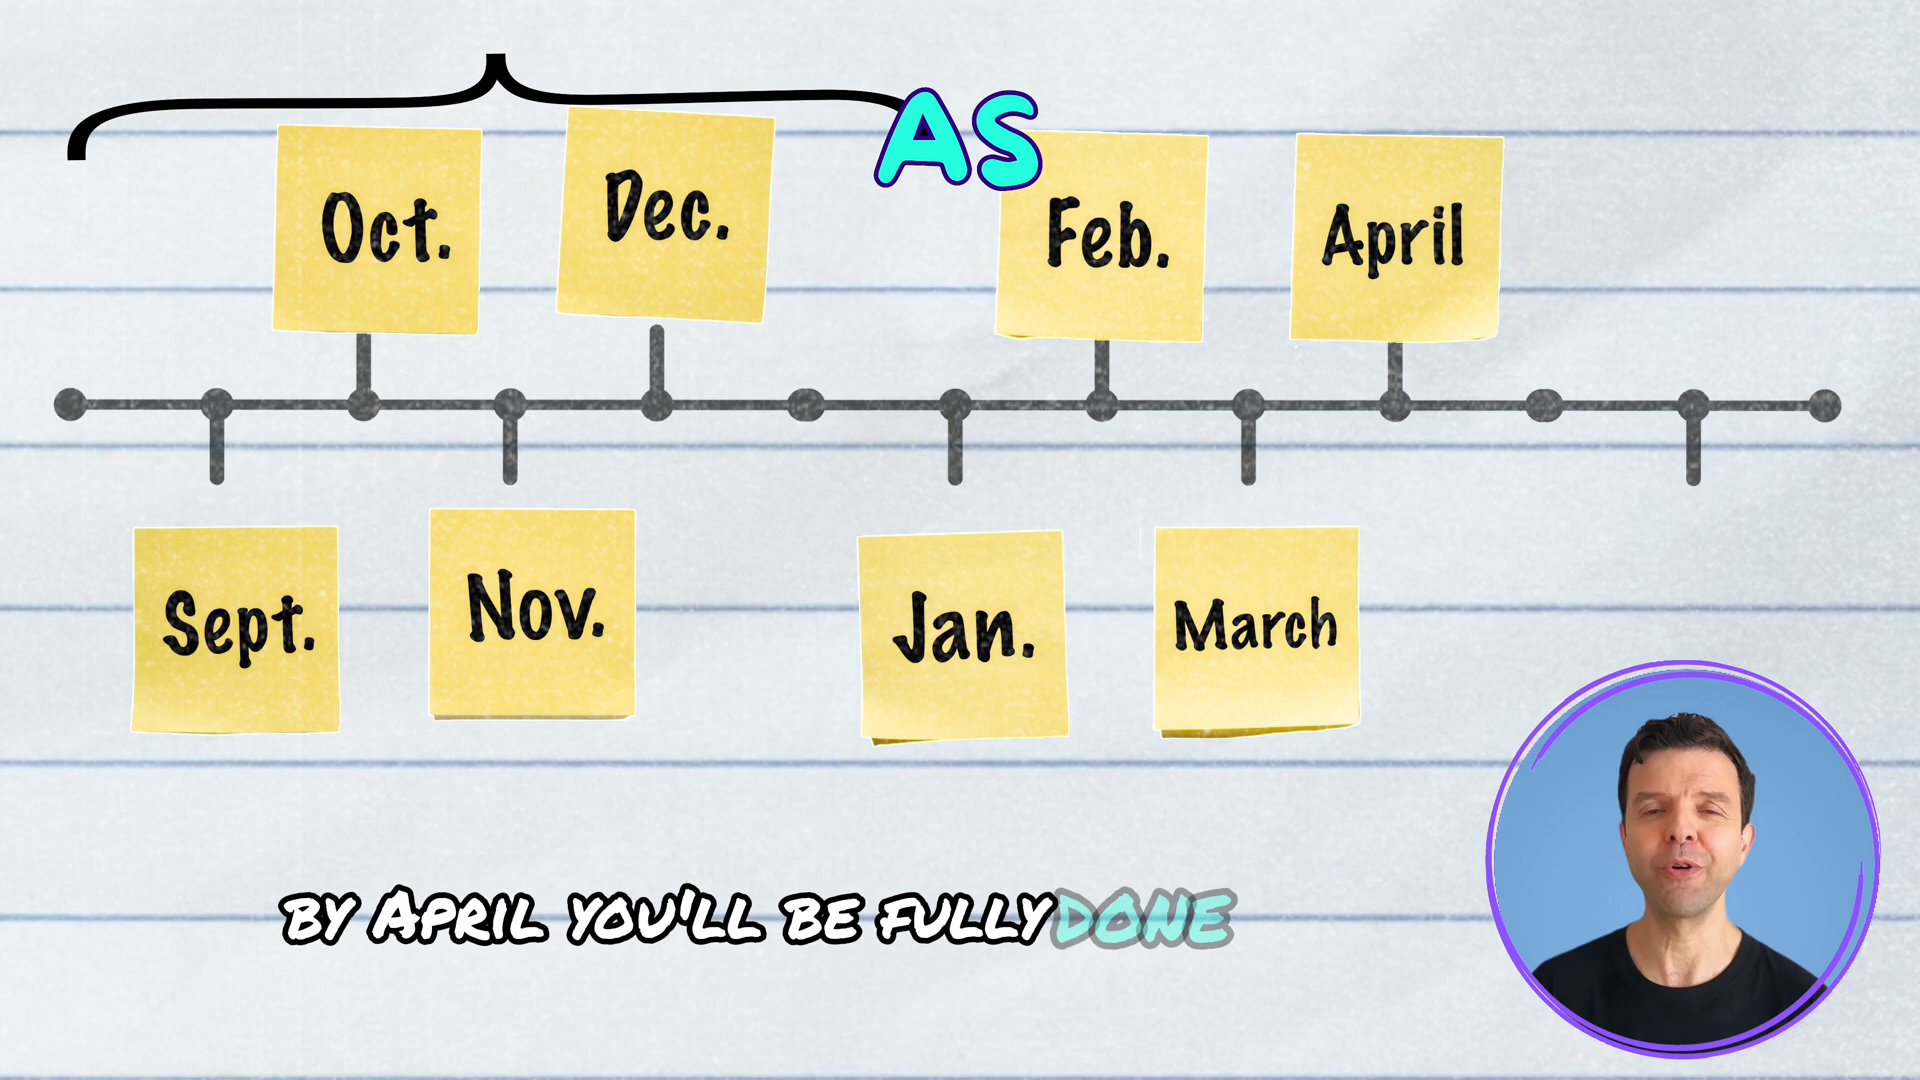 AS
Oct.
Dec.
Feb.
April
Sept.
Nov.
Jan.
March
BY APRIL YOU'LL BE FULLY DONE